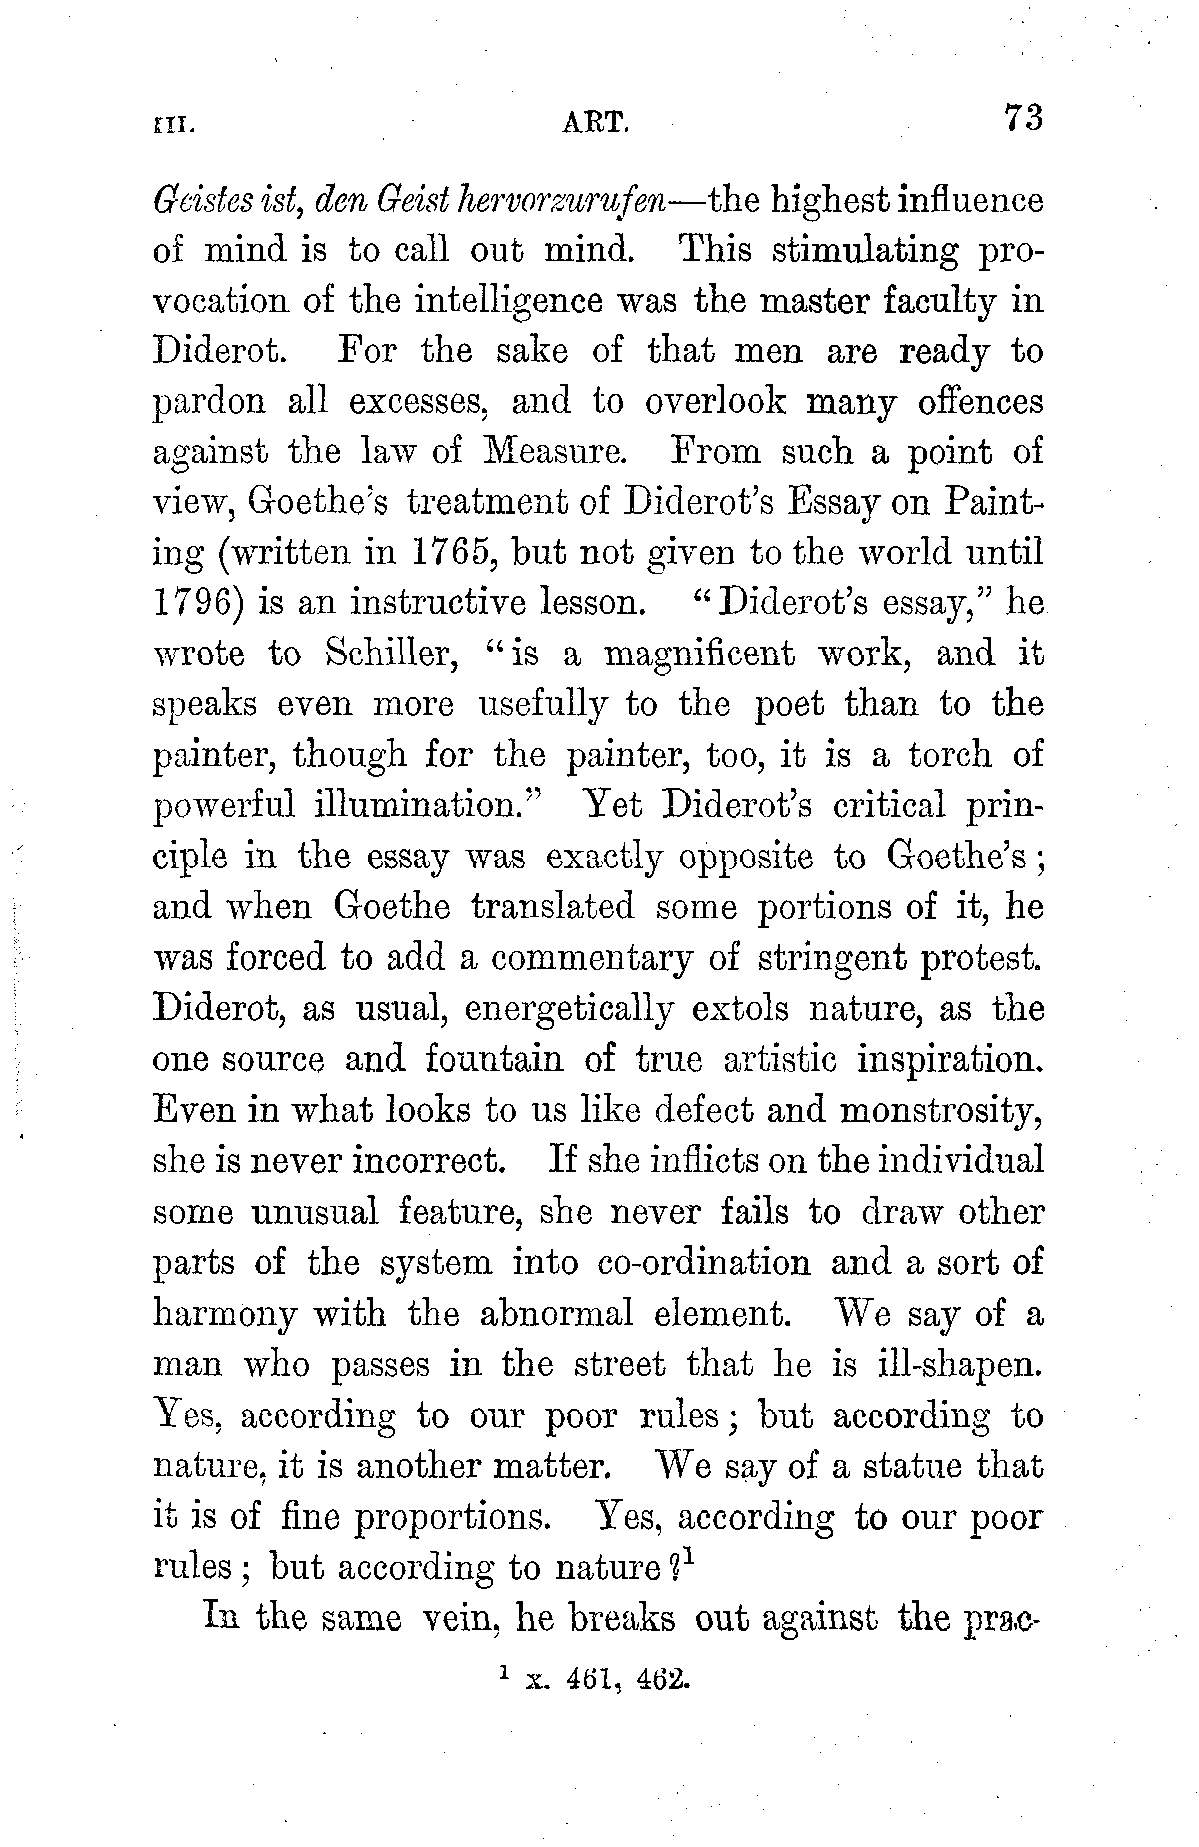 III. ART. 73
Geistes ist, den Geist hervorzurufen—the highest influence
of mind is to call out mind. This stimulating pro-
vocation of the intelligence was the master faculty in
Diderot. For the sake of that men are ready to
pardon all excesses, and to overlook many offences
against the law of Measure. From such a point of
view, Goethe's treatment of Diderot's Essay on Paint-
ing (written in 1765, but not given to the world until
1796) is an instructive lesson. “Diderot's essay,” he
wrote to Schiller, “is a magnificent work, and it
speaks even more usefully to the poet than to the
painter, though for the painter, too, it is a torch of
powerful illumination.” Yet Diderot's critical prin-
ciple in the essay was exactly opposite to Goethe's;
and when Goethe translated some portions of it, he
was forced to add a commentary of stringent protest.
Diderot, as usual, energetically extols nature, as the
one source and fountain of true artistic inspiration.
Even in what looks to us like defect and monstrosity,
she is never incorrect. If she inflicts on the individual
some unusual feature, she never fails to draw other
parts of the system into co-ordination and a sort of
harmony with the abnormal element. We say of a
man who passes in the street that he is ill-shapen.
Yes, according to our poor rules; but according to
nature, it is another matter. We say of a statue that
it is of fine proportions. Yes, according to our poor
rules; but according to nature?¹
In the same vein, he breaks out against the prac-
¹ x. 461, 462.